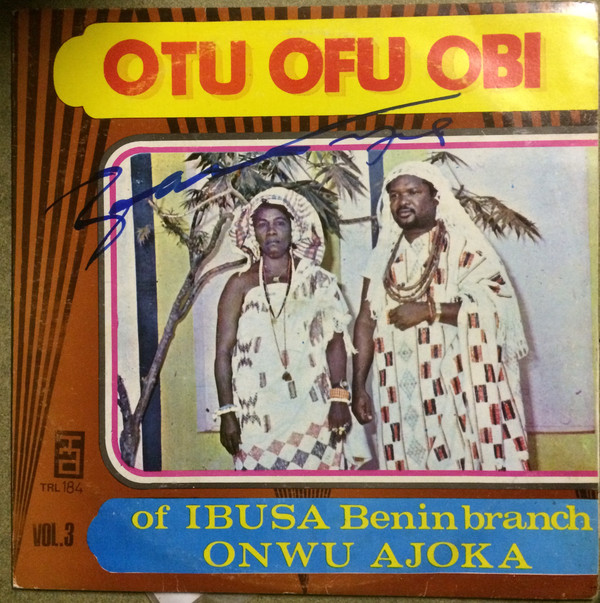 OTU OFU OBI
TRL 184
VOL.3
of IBUSA Benin branch
ONWU AJOKA